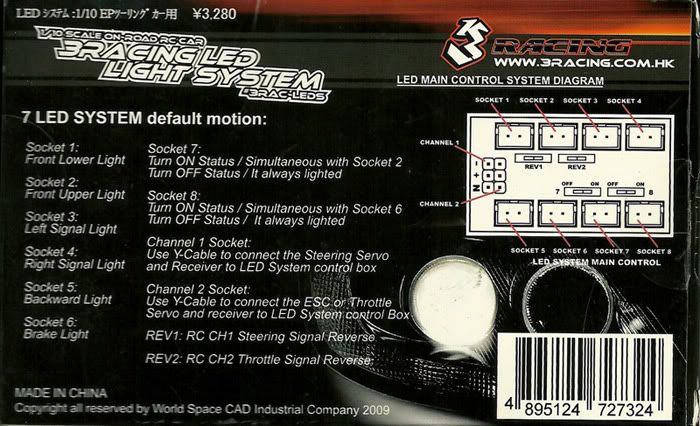 LED システム:1/10 EPツーリングカー用 ¥3,280
1/10 SCALE ON-ROAD RC CAR
3RACING LED
LIGHT SYSTEM
3RAC-LEDS
3RACING
WWW.3RACING.COM.HK
7 LED SYSTEM default motion:
Socket 1:
Front Lower Light
Socket 2:
Front Upper Light
Socket 3:
Left Signal Light
Socket 4:
Right Signal Light
Socket 5:
Backward Light
Socket 6:
Brake Light
Socket 7:
Turn ON Status / Simultaneous with Socket 2
Turn OFF Status / It always lighted
Socket 8:
Turn ON Status / Simultaneous with Socket 6
Turn OFF Status / It always lighted
Channel 1 Socket:
Use Y-Cable to connect the Steering Servo
and Receiver to LED System control box
Channel 2 Socket:
Use Y-Cable to connect the ESC or Throttle
Servo and receiver to LED System control Box
REV1: RC CH1 Steering Signal Reverse
REV2: RC CH2 Throttle Signal Reverse
LED MAIN CONTROL SYSTEM DIAGRAM
SOCKET 1 SOCKET 2 SOCKET 3 SOCKET 4
CHANNEL 1
REV1 REV2
- + N
OFF ON OFF ON
7 8
CHANNEL 2
SOCKET 5 SOCKET 6 SOCKET 7 SOCKET 8
LED SYSTEM MAIN CONTROL
MADE IN CHINA
Copyright all reserved by World Space CAD Industrial Company 2009
4 895124 727324